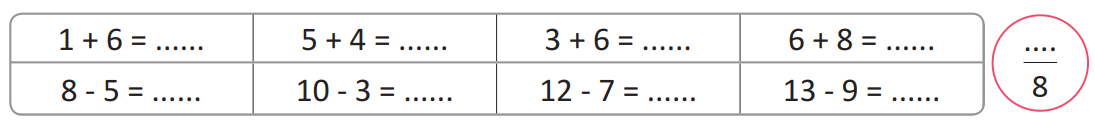 1 + 6 = ...... 5 + 4 = ...... 3 + 6 = ...... 6 + 8 = ......
8 - 5 = ...... 10 - 3 = ...... 12 - 7 = ...... 13 - 9 = ......
....
8